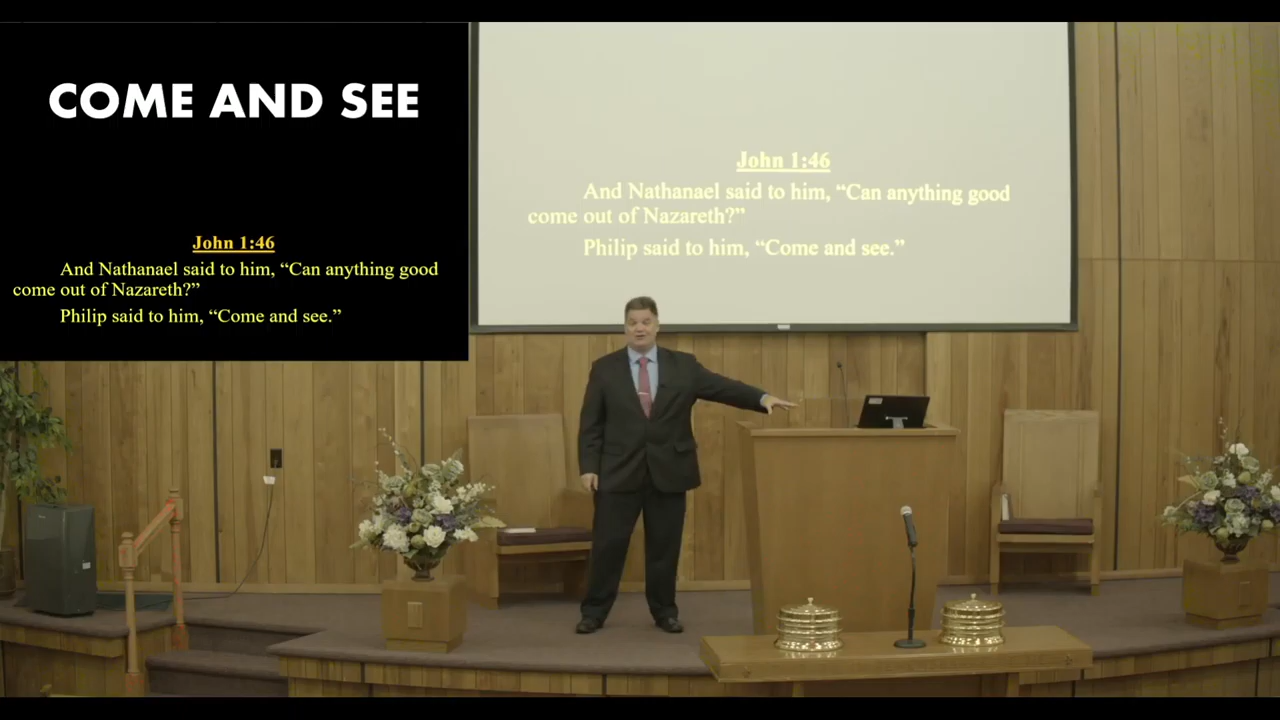 COME AND SEE
John 1:46
And Nathanael said to him, “Can anything good
come out of Nazareth?”
Philip said to him, “Come and see.”
John 1:46
And Nathanael said to him, “Can anything good
come out of Nazareth?”
Philip said to him, “Come and see.”